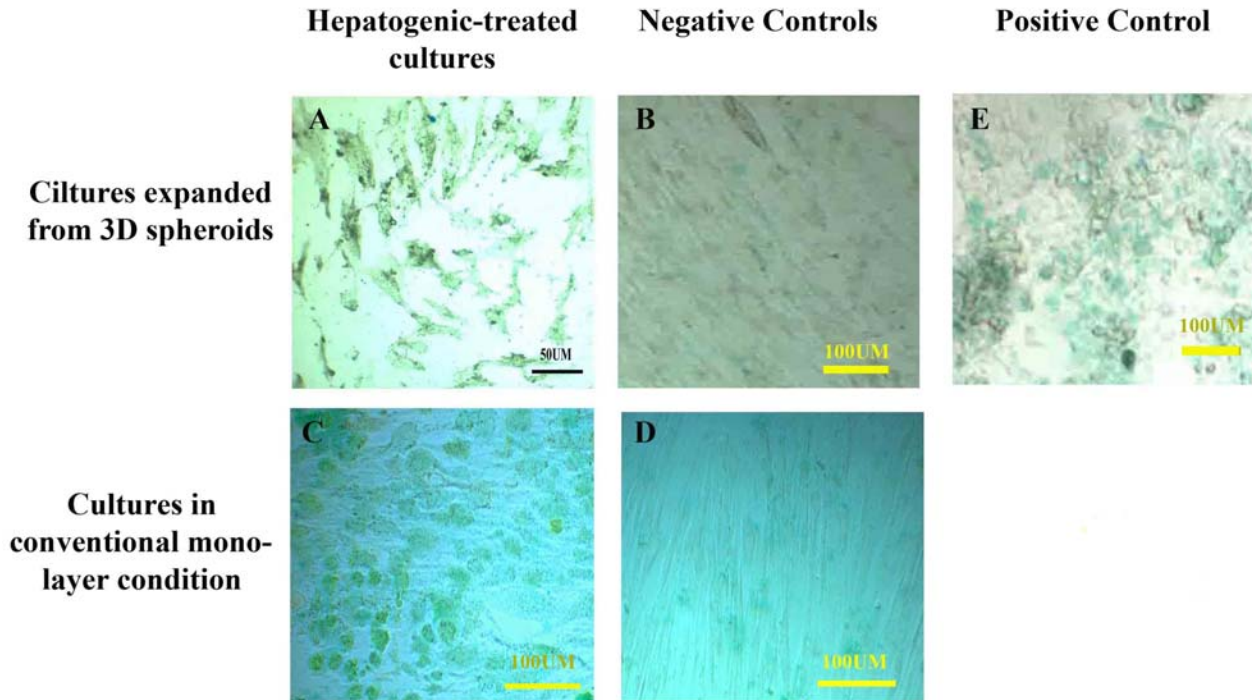 Hepatogenic-treated
cultures
Negative Controls
Positive Control
Ciltures expanded
from 3D spheroids
A
50UM
B
100UM
E
100UM
Cultures in
conventional mono-
layer condition
C
100UM
D
100UM